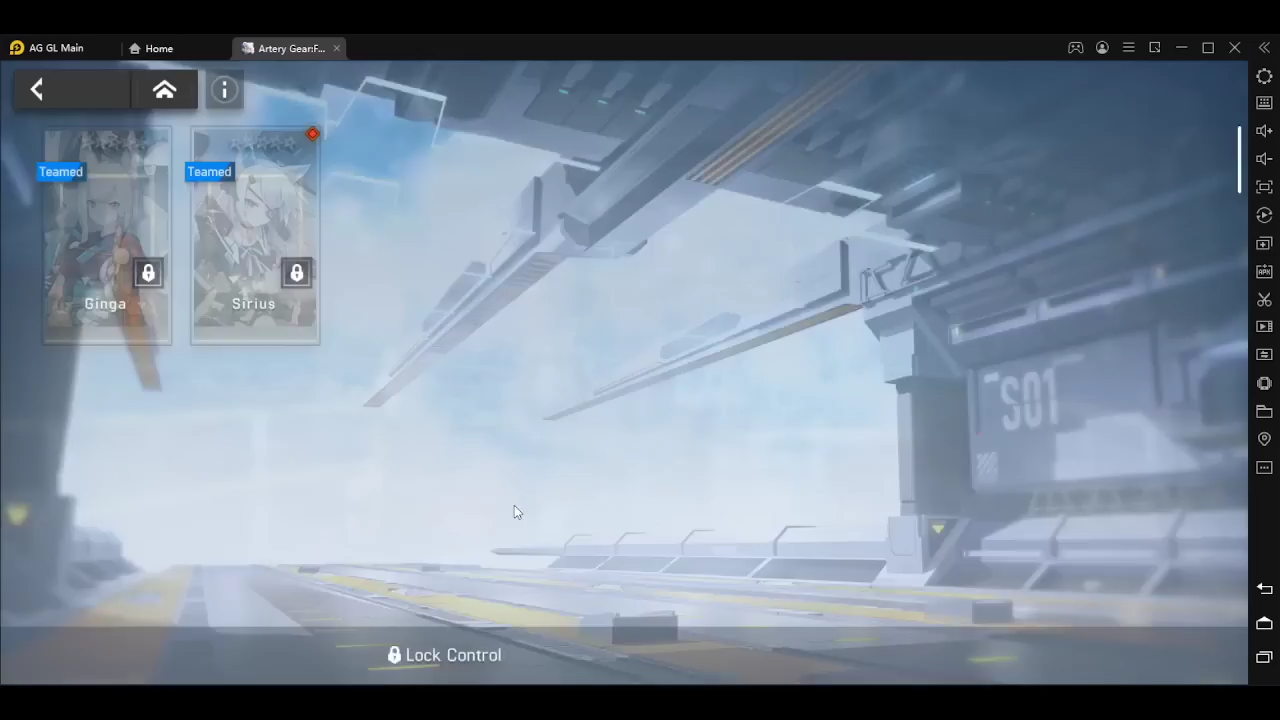 AG GL Main
Home
Artery Gear:F...
Teamed
Teamed
Ginga
Sirius
S01
Lock Control